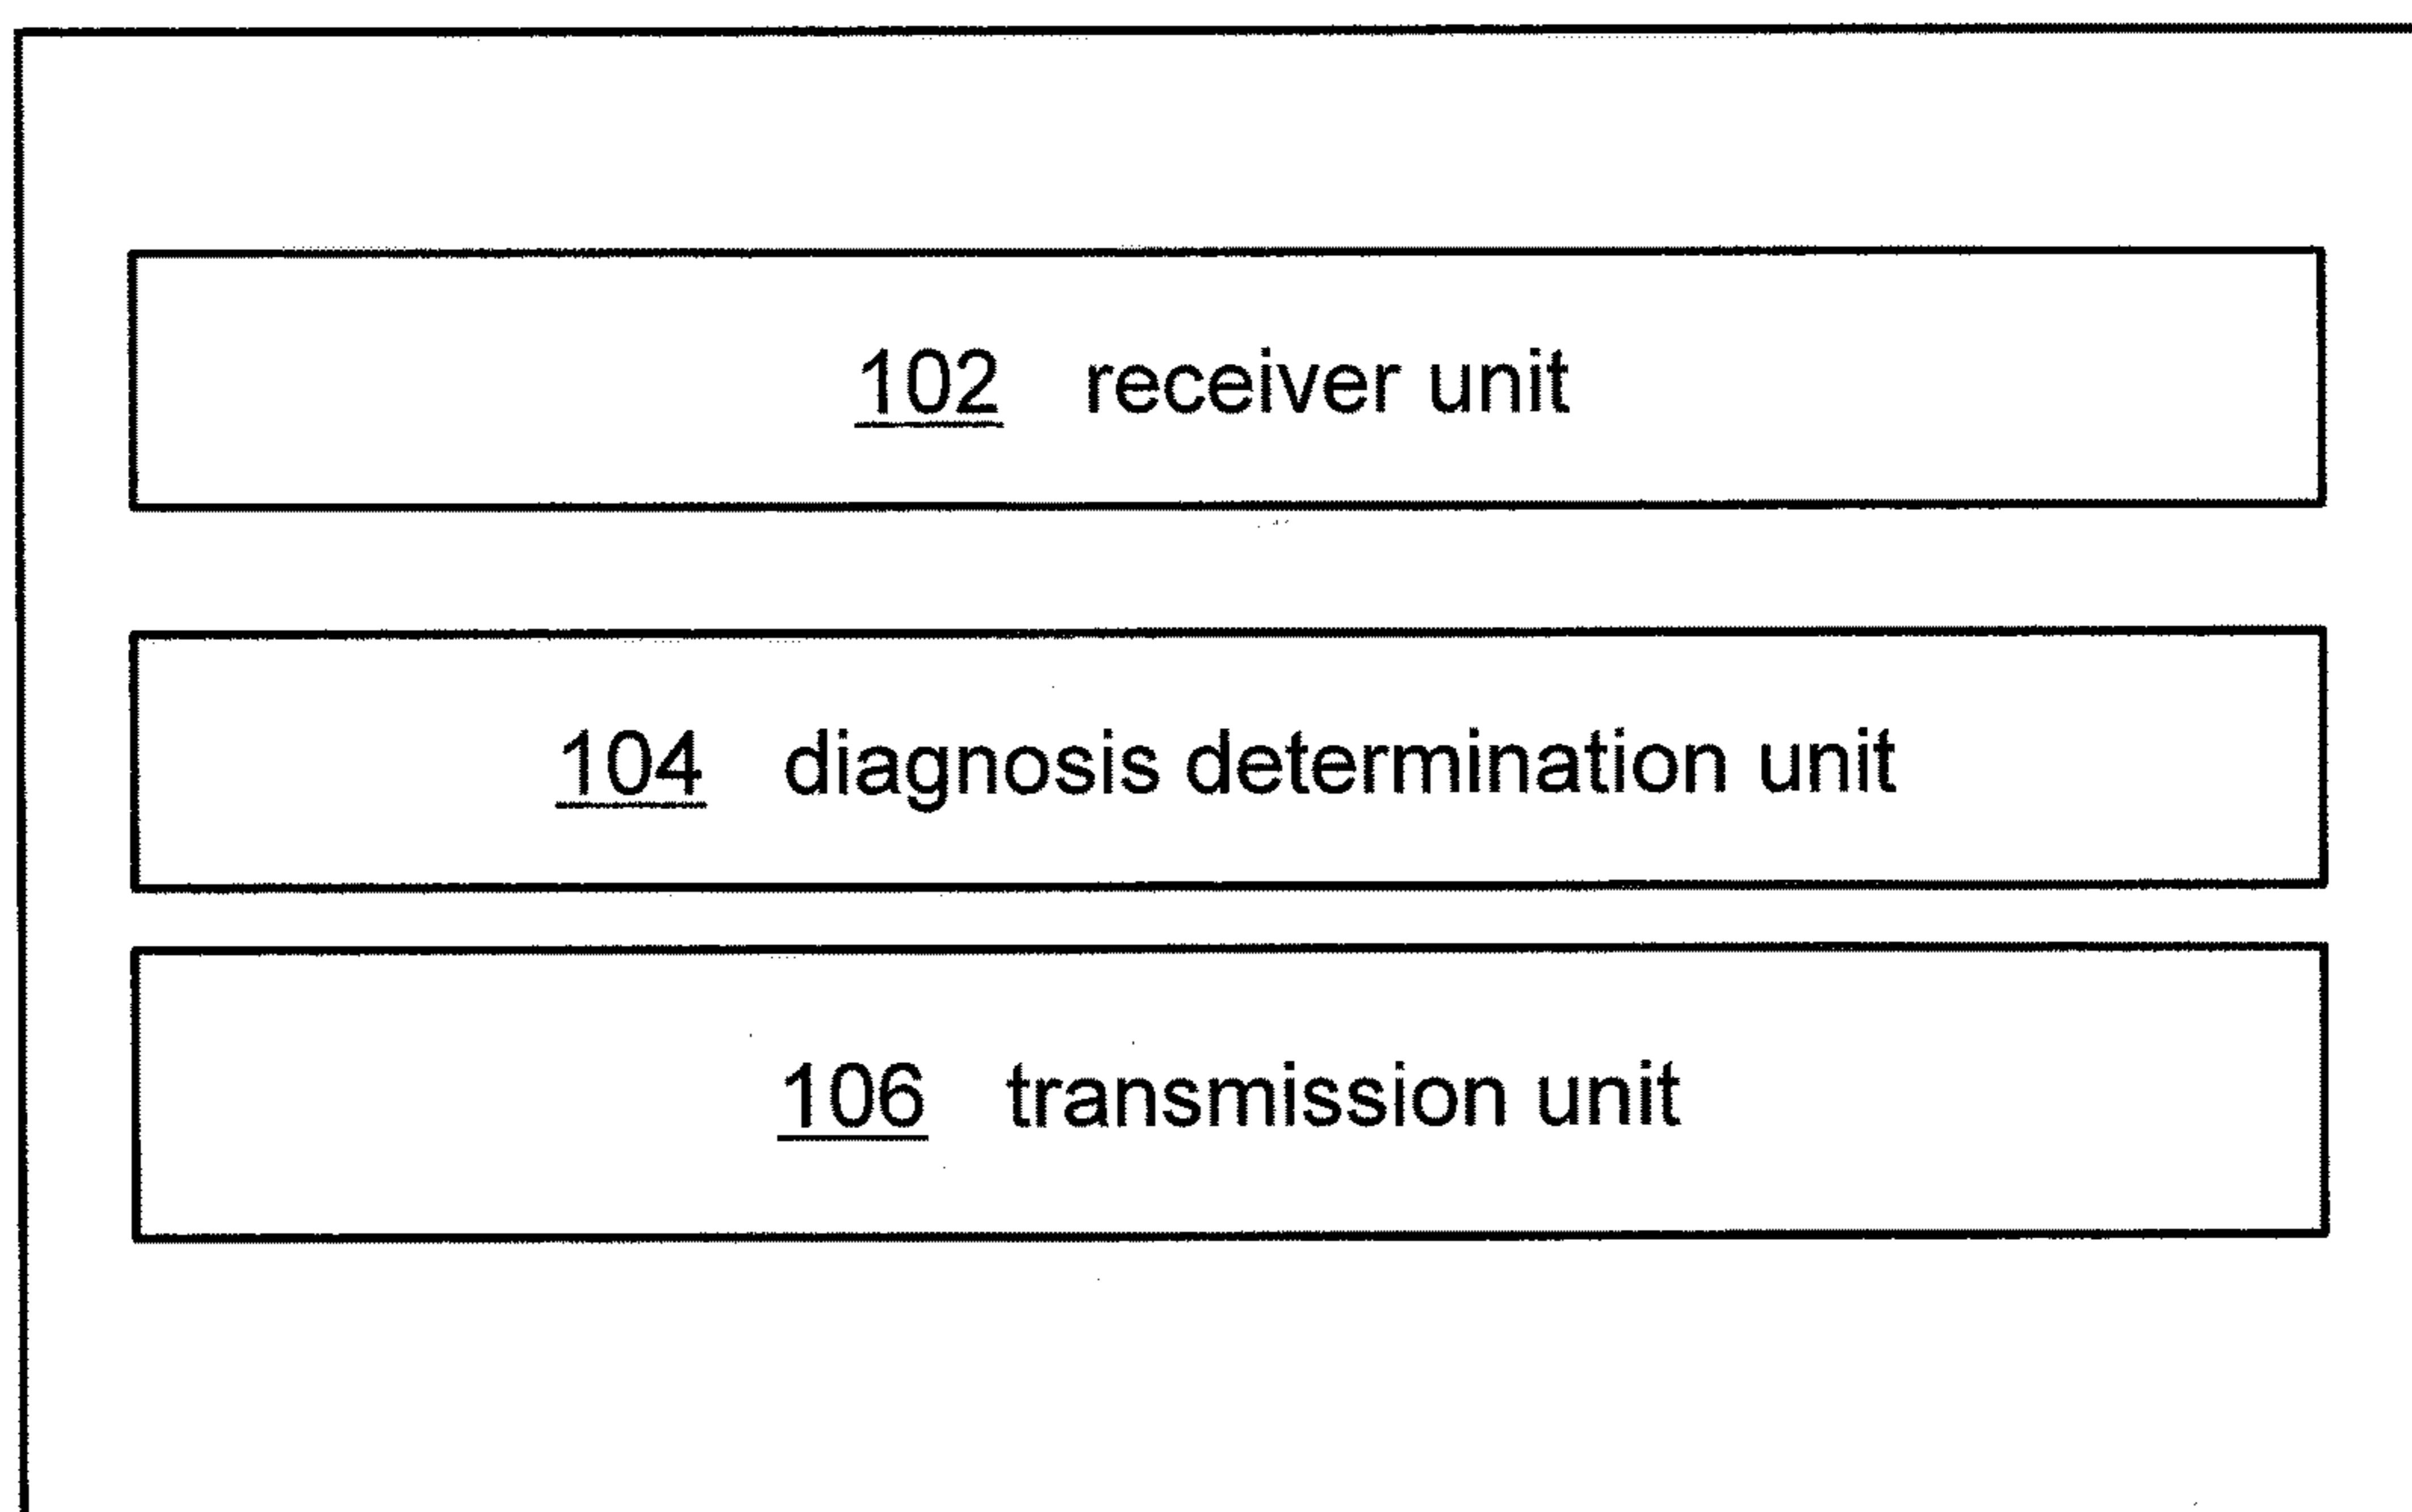 102 receiver unit
104 diagnosis determination unit
106 transmission unit